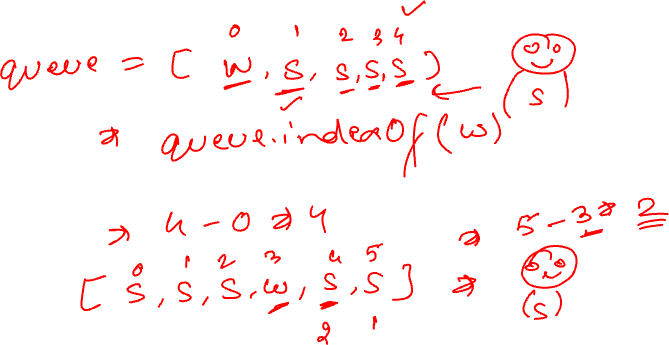 0 1 2 3 4
queue = [ W, S, S, S, S ]
S
⇒ queue.indexOf(w)
⇒ 4 - 0 ⇒ 4 ⇒ 5 - 3 ⇒ 2
0 1 2 3 4 5
[ S, S, S, w, S, S ] ⇒ (S)
2 1